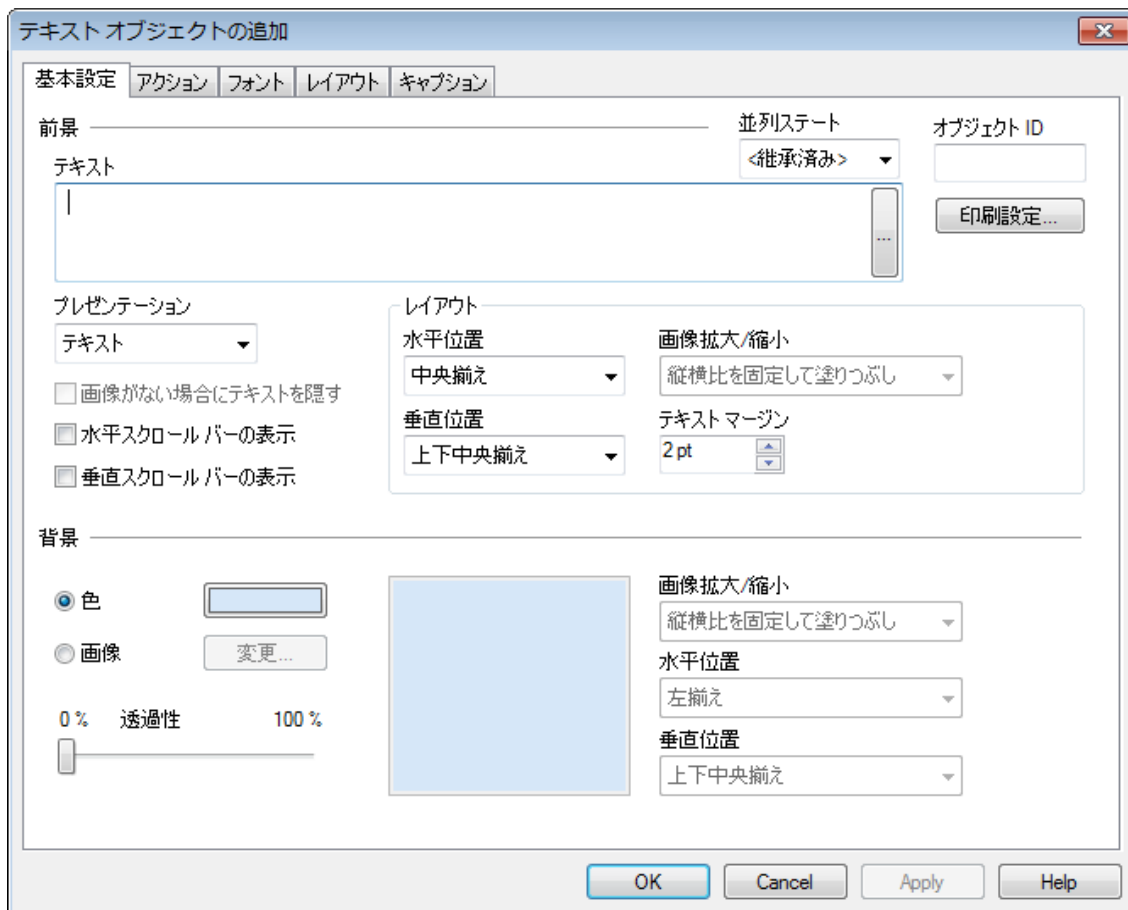 テキスト オブジェクトの追加
基本設定 アクション フォント レイアウト キャプション
前景
並列ステート
オブジェクト ID
<継承済み>
テキスト
...
印刷設定...
プレゼンテーション
テキスト
画像がない場合にテキストを隠す
水平スクロール バーの表示
垂直スクロール バーの表示
レイアウト
水平位置
中央揃え
垂直位置
上下中央揃え
画像拡大/縮小
縦横比を固定して塗りつぶし
テキスト マージン
2 pt
背景
色
画像
変更...
0 % 透過性 100 %
画像拡大/縮小
縦横比を固定して塗りつぶし
水平位置
左揃え
垂直位置
上下中央揃え
OK Cancel Apply Help